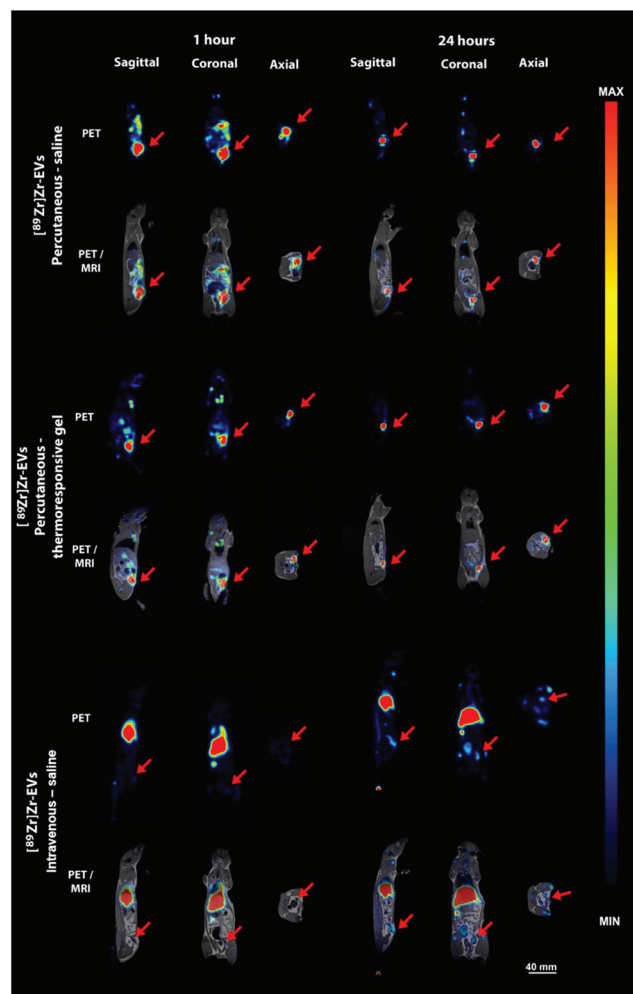 1 hour
24 hours
Sagittal
Coronal
Axial
Sagittal
Coronal
Axial
MAX
[⁸⁹Zr]Zr-EVs
Percutaneous - saline
PET
PET /
MRI
[⁸⁹Zr]Zr-EVs
Percutaneous -
thermoresponsive gel
PET
PET /
MRI
[⁸⁹Zr]Zr-EVs
Intravenous – saline
PET
PET /
MRI
MIN
40 mm